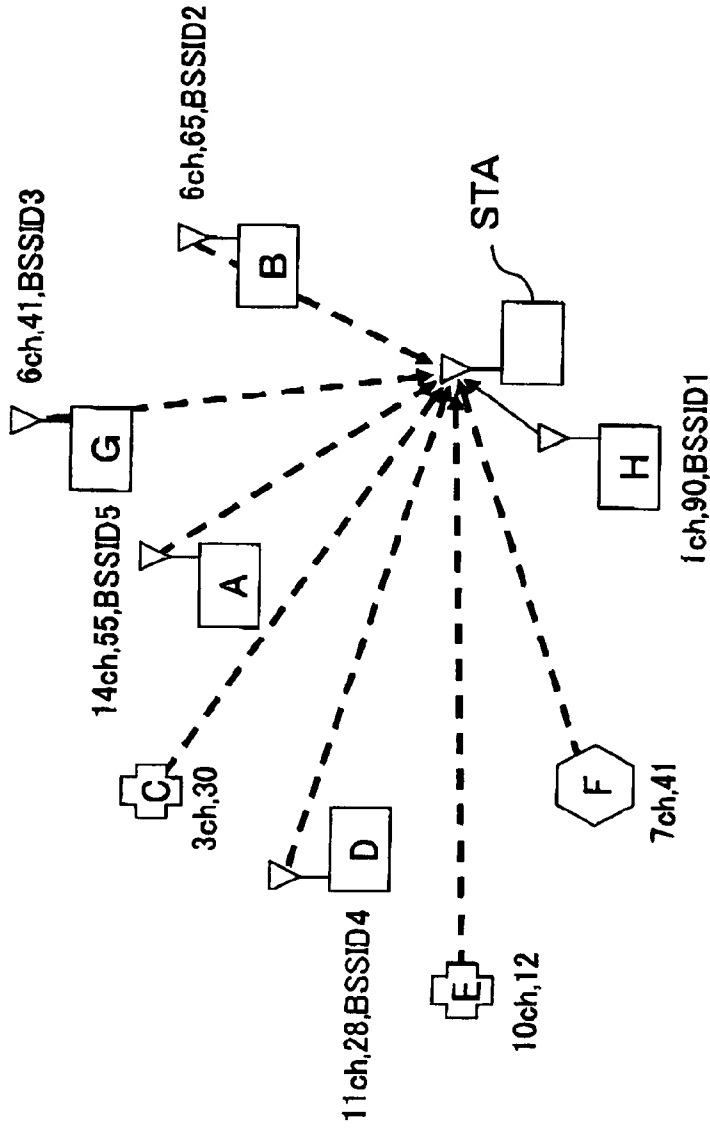 6ch,41,BSSID3
G
14ch,55,BSSID5
6ch,65,BSSID2
C
3ch,30
A
B
11ch,28,BSSID4
D
E
STA
10ch,12
F
H
7ch,41
1ch,90,BSSID1